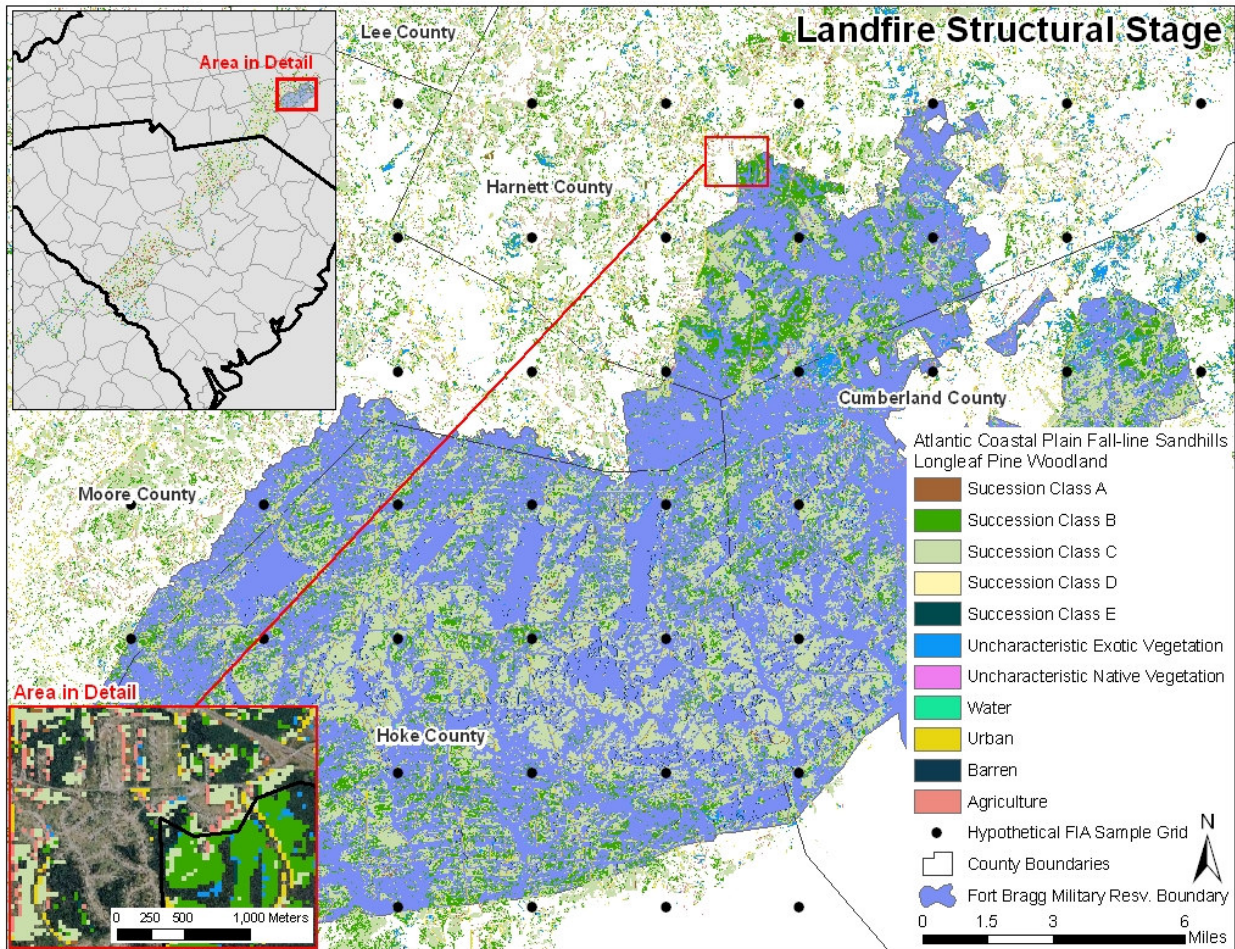 Landfire Structural Stage
Lee County
Area in Detail
Harnett County
Cumberland County
Moore County
Hoke County
Area in Detail
0 250 500 1,000 Meters
Atlantic Coastal Plain Fall-line Sandhills
Longleaf Pine Woodland
Sucession Class A
Succession Class B
Succession Class C
Succession Class D
Succession Class E
Uncharacteristic Exotic Vegetation
Uncharacteristic Native Vegetation
Water
Urban
Barren
Agriculture
Hypothetical FIA Sample Grid
N
County Boundaries
Fort Bragg Military Resv. Boundary
0 1.5 3 6
Miles